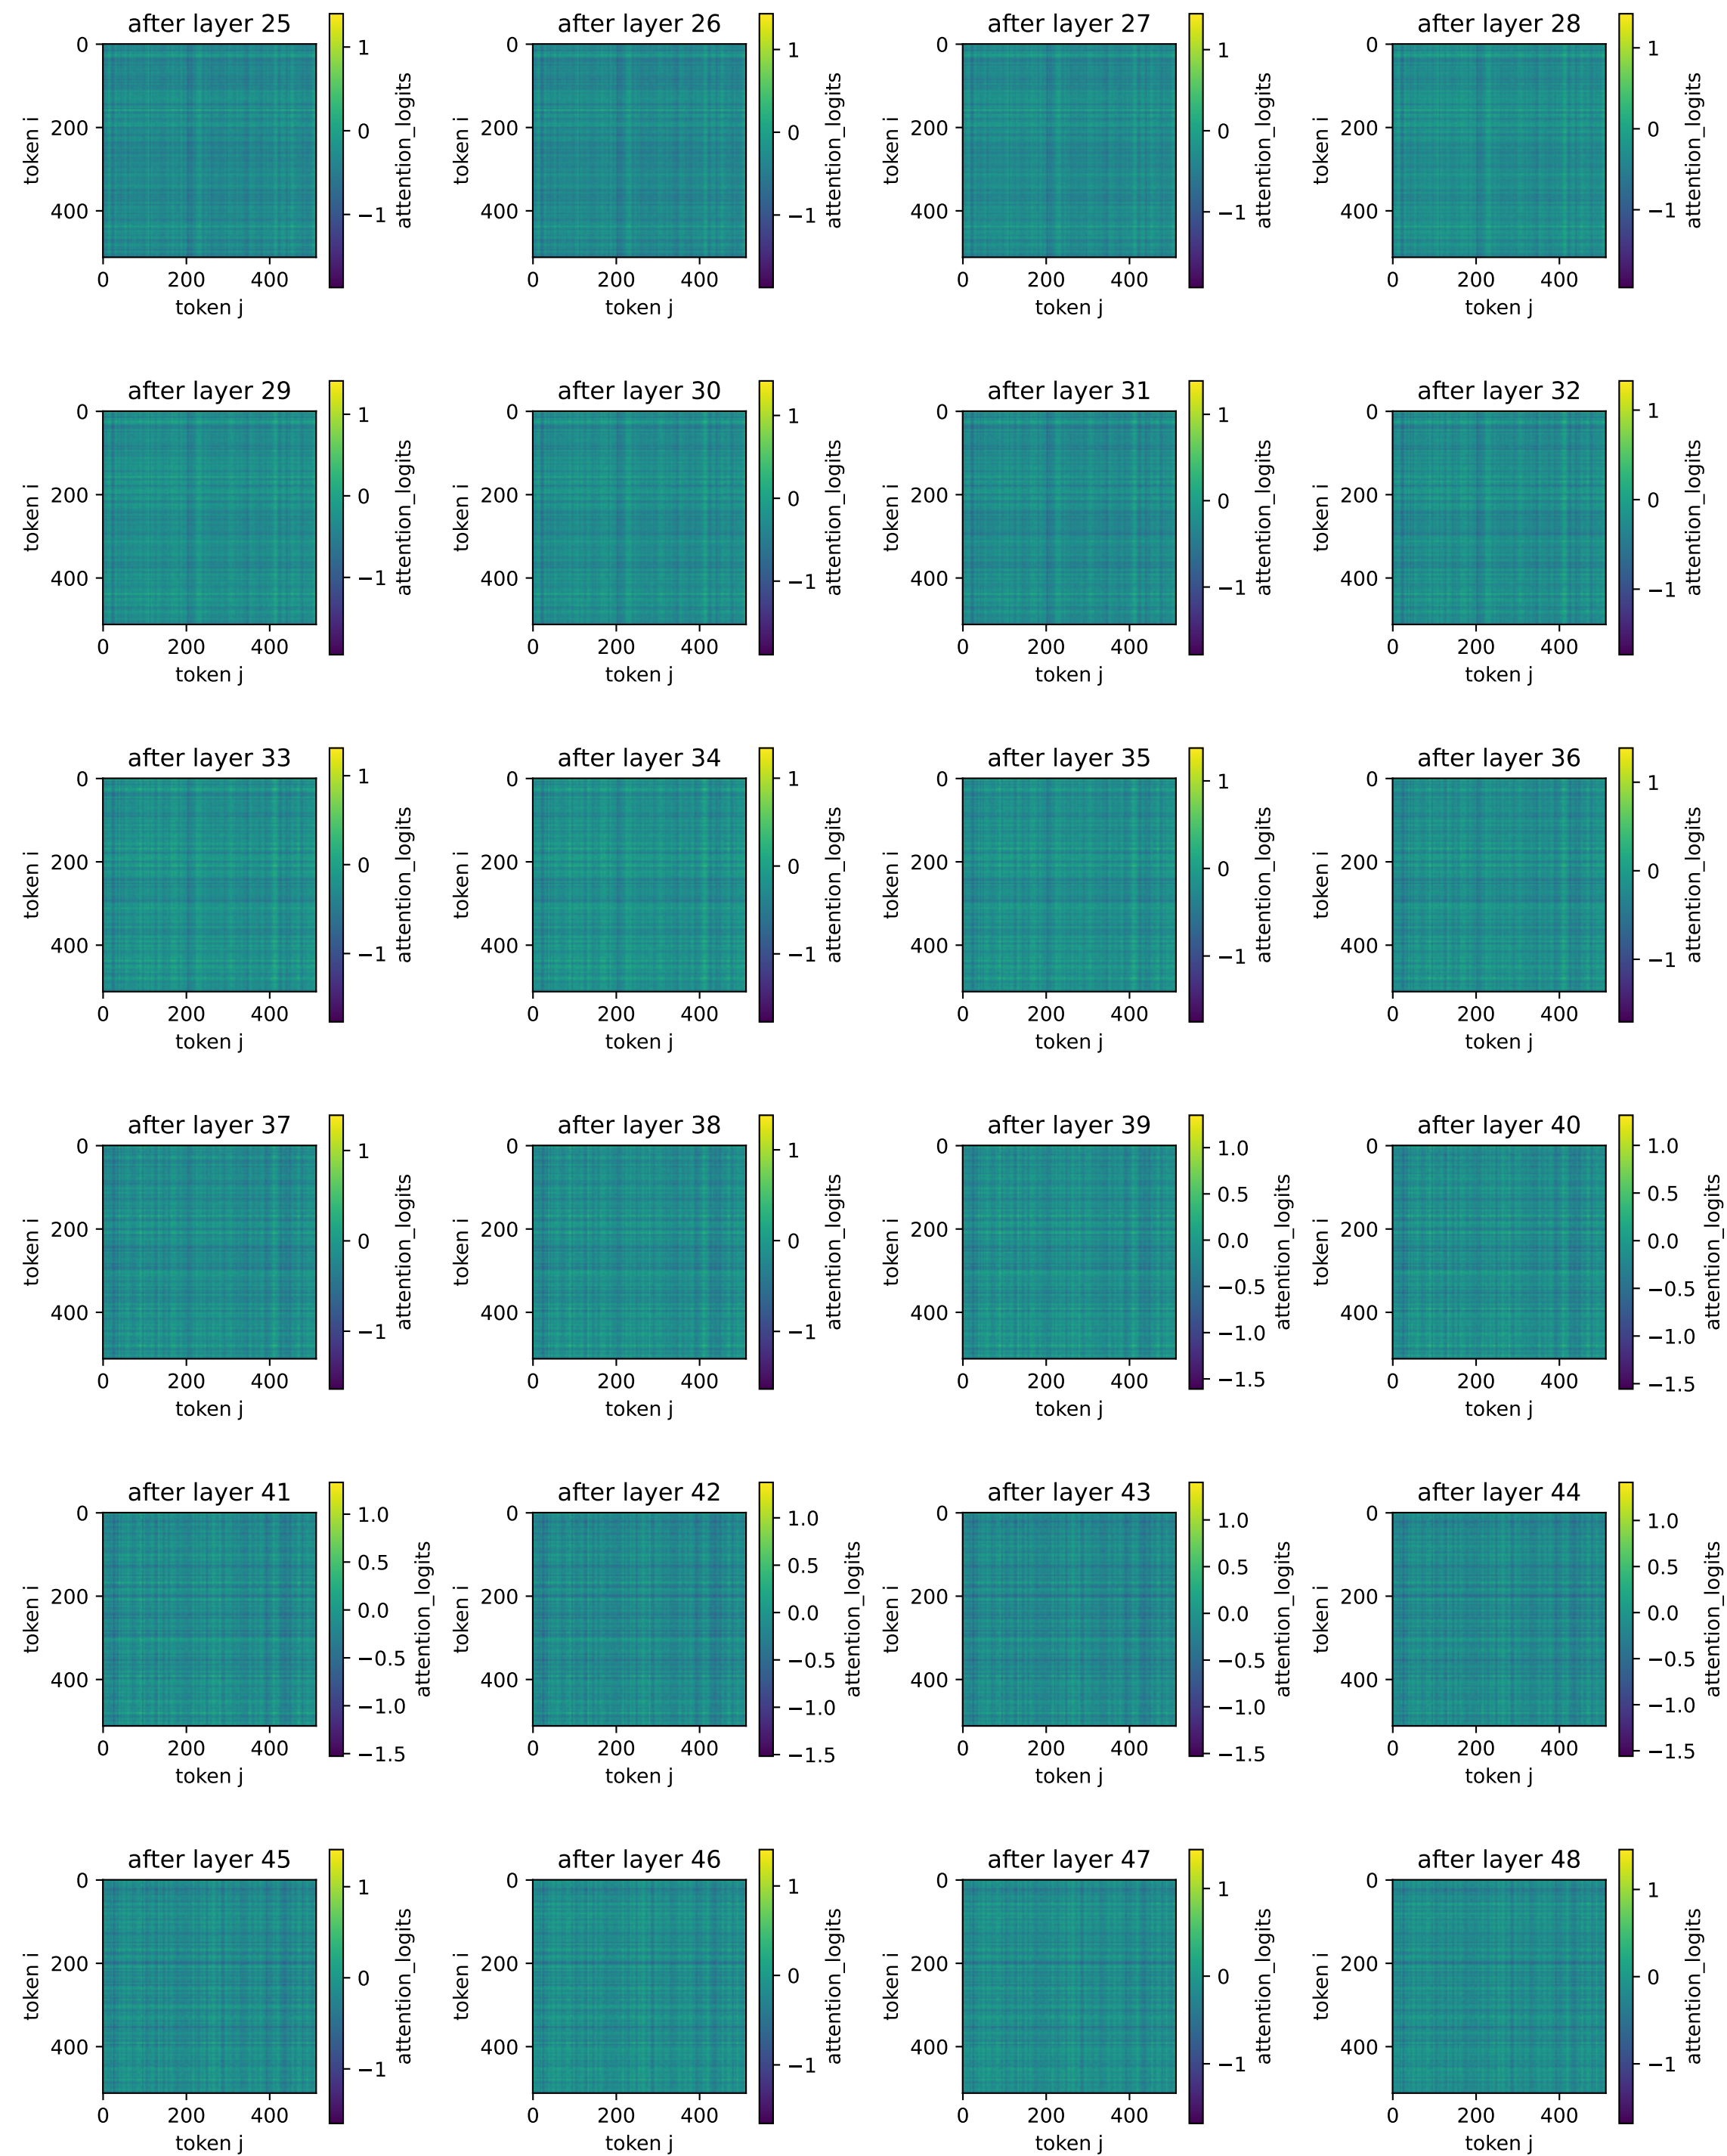 after layer 25
0
200
400
token i
0 200 400
token j
1
0
−1
attention_logits
after layer 26
0
200
400
token i
0 200 400
token j
1
0
−1
attention_logits
after layer 27
0
200
400
token i
0 200 400
token j
1
0
−1
attention_logits
after layer 28
0
200
400
token i
0 200 400
token j
1
0
−1
attention_logits
after layer 29
0
200
400
token i
0 200 400
token j
1
0
−1
attention_logits
after layer 30
0
200
400
token i
0 200 400
token j
1
0
−1
attention_logits
after layer 31
0
200
400
token i
0 200 400
token j
1
0
−1
attention_logits
after layer 32
0
200
400
token i
0 200 400
token j
1
0
−1
attention_logits
after layer 33
0
200
400
token i
0 200 400
token j
1
0
−1
attention_logits
after layer 34
0
200
400
token i
0 200 400
token j
1
0
−1
attention_logits
after layer 35
0
200
400
token i
0 200 400
token j
1
0
−1
attention_logits
after layer 36
0
200
400
token i
0 200 400
token j
1
0
−1
attention_logits
after layer 37
0
200
400
token i
0 200 400
token j
1
0
−1
attention_logits
after layer 38
0
200
400
token i
0 200 400
token j
1
0
−1
attention_logits
after layer 39
0
200
400
token i
0 200 400
token j
1.0
0.5
0.0
−0.5
−1.0
−1.5
attention_logits
after layer 40
0
200
400
token i
0 200 400
token j
1.0
0.5
0.0
−0.5
−1.0
−1.5
attention_logits
after layer 41
0
200
400
token i
0 200 400
token j
1.0
0.5
0.0
−0.5
−1.0
−1.5
attention_logits
after layer 42
0
200
400
token i
0 200 400
token j
1.0
0.5
0.0
−0.5
−1.0
−1.5
attention_logits
after layer 43
0
200
400
token i
0 200 400
token j
1.0
0.5
0.0
−0.5
−1.0
−1.5
attention_logits
after layer 44
0
200
400
token i
0 200 400
token j
1.0
0.5
0.0
−0.5
−1.0
−1.5
attention_logits
after layer 45
0
200
400
token i
0 200 400
token j
1
0
−1
attention_logits
after layer 46
0
200
400
token i
0 200 400
token j
1
0
−1
attention_logits
after layer 47
0
200
400
token i
0 200 400
token j
1
0
−1
attention_logits
after layer 48
0
200
400
token i
0 200 400
token j
1
0
−1
attention_logits